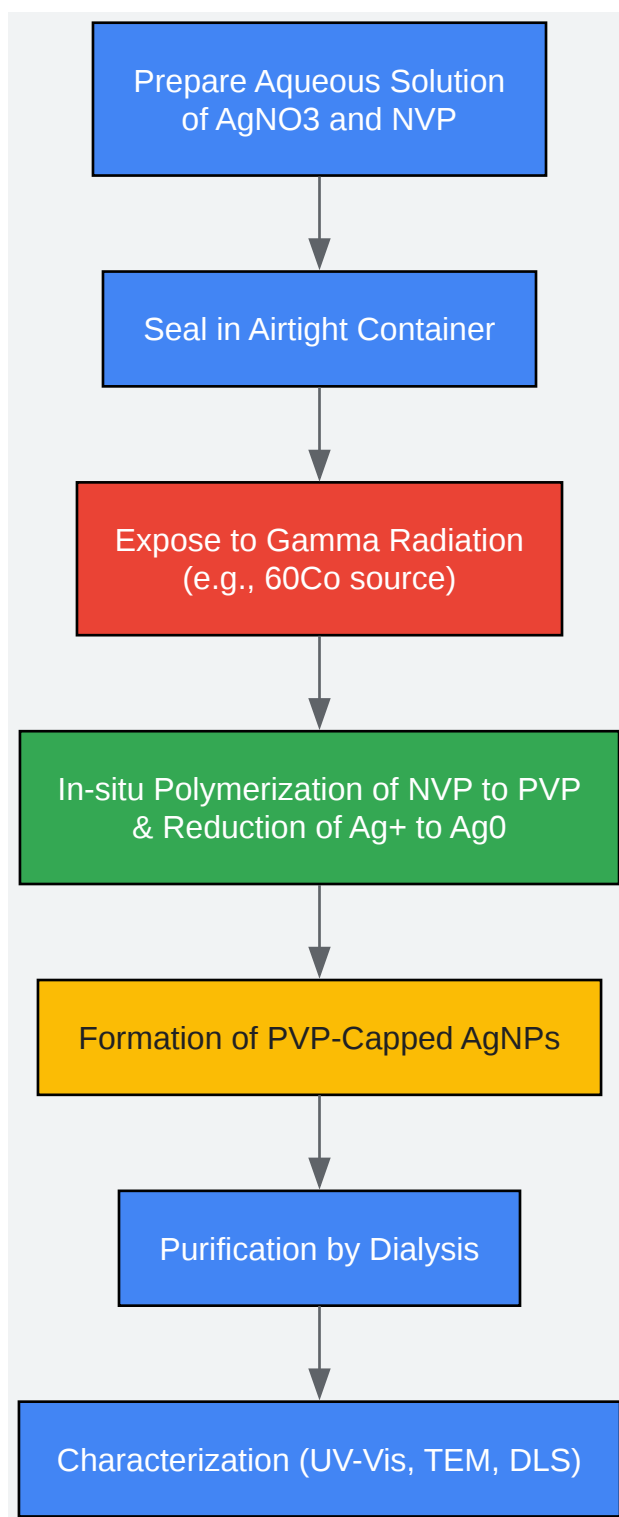 Prepare Aqueous Solution
of AgNO3 and NVP
Seal in Airtight Container
Expose to Gamma Radiation
(e.g., 60Co source)
In-situ Polymerization of NVP to PVP
& Reduction of Ag+ to Ag0
Formation of PVP-Capped AgNPs
Purification by Dialysis
Characterization (UV-Vis, TEM, DLS)